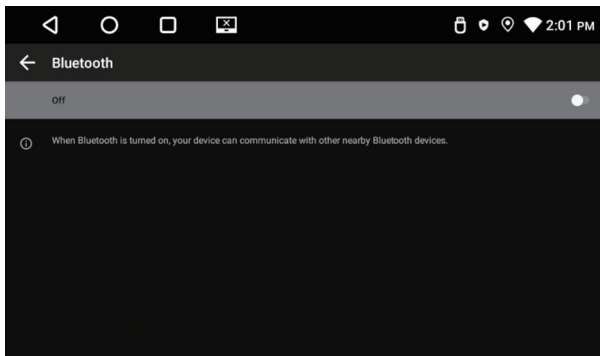 2:01 PM
Bluetooth
Off
When Bluetooth is turned on, your device can communicate with other nearby Bluetooth devices.